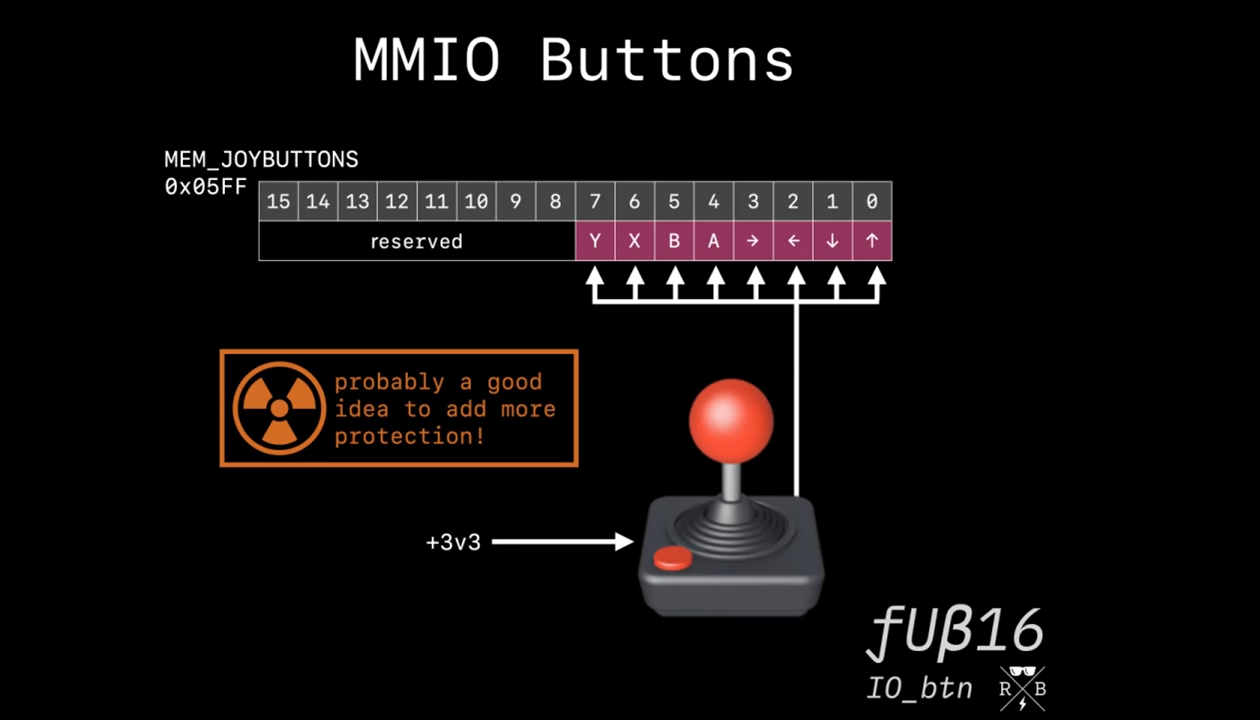 MMIO Buttons
MEM_JOYBUTTONS
0x05FF
15 14 13 12 11 10 9 8 7 6 5 4 3 2 1 0
reserved Y X B A → ← ↓ ↑
probably a good
idea to add more
protection!
+3v3
ƒUβ16
IO_btn
R B